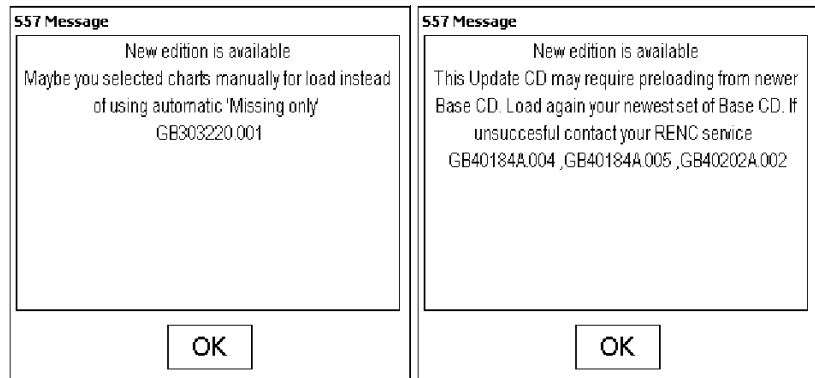 557 Message
New edition is available
Maybe you selected charts manually for load instead
of using automatic 'Missing only'
GB303220.001
OK
557 Message
New edition is available
This Update CD may require preloading from newer
Base CD. Load again your newest set of Base CD. If
unsuccesful contact your RENC service
GB40184A.004 ,GB40184A.005 ,GB40202A.002
OK